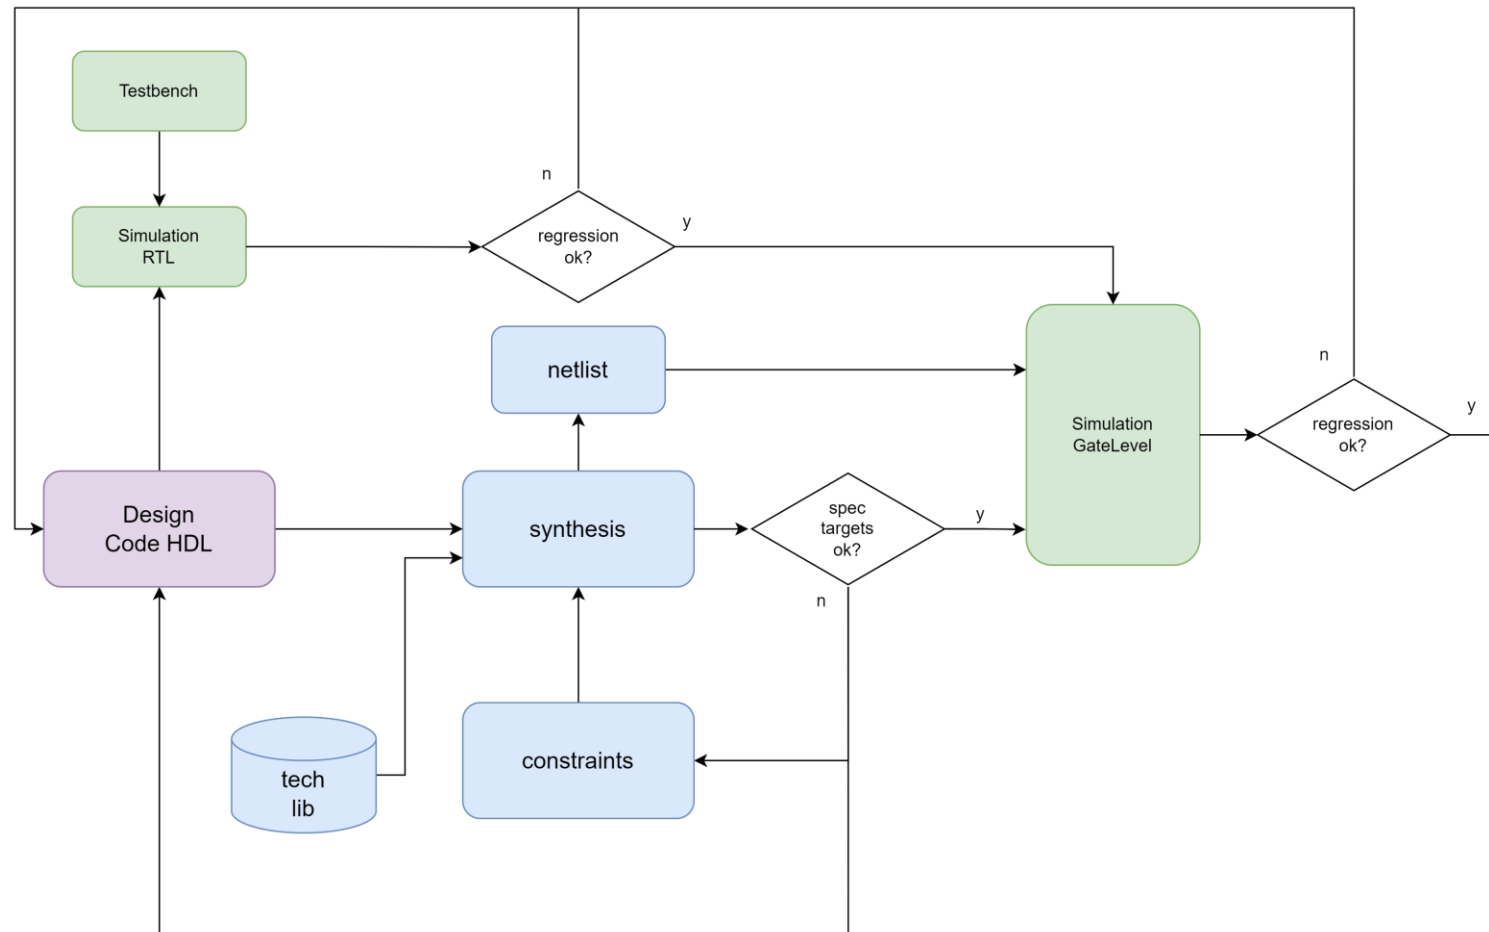 Testbench
n
y
Simulation
RTL
regression
ok?
netlist
n
y
Simulation
GateLevel
regression
ok?
Design
Code HDL
synthesis
spec
targets
ok?
y
n
tech
lib
constraints